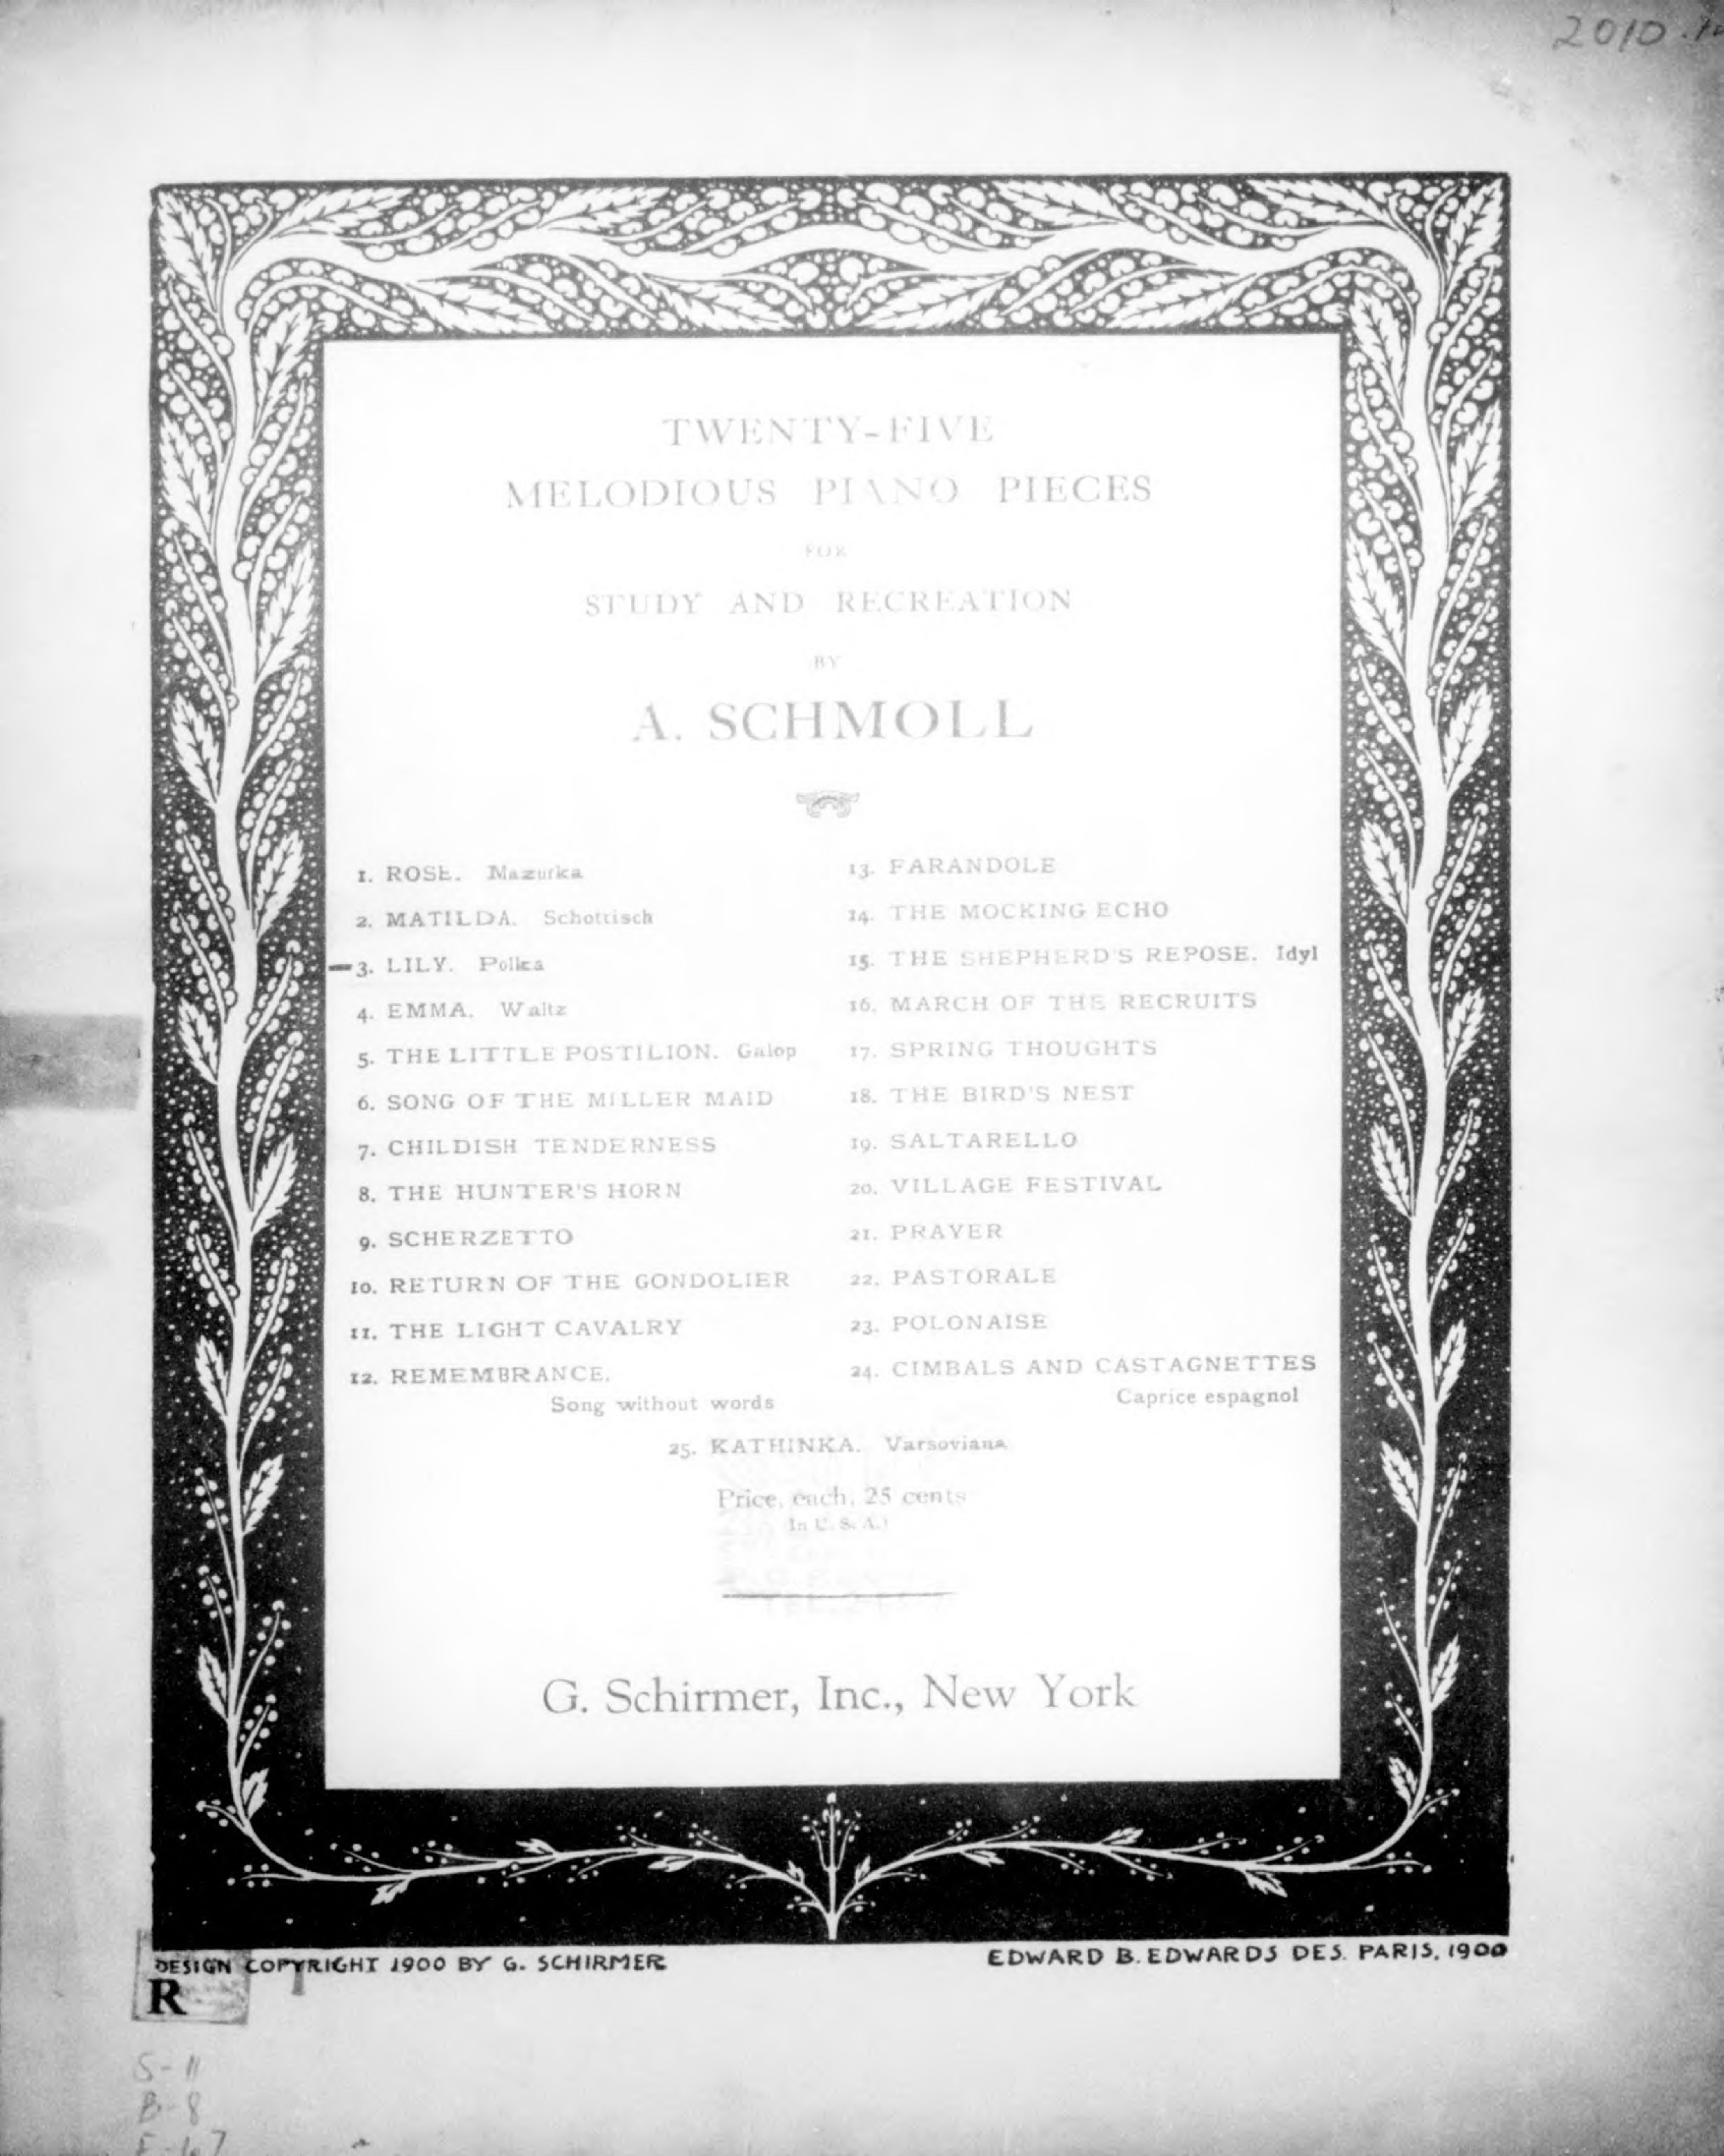 2010.
TWENTY-FIVE
MELODIOUS PIANO PIECES
FOR
STUDY AND RECREATION
BY
A. SCHMOLL
1. ROSE. Mazurka
2. MATILDA. Schottisch
3. LILY. Polka
4. EMMA. Waltz
5. THE LITTLE POSTILION. Galop
6. SONG OF THE MILLER MAID
7. CHILDISH TENDERNESS
8. THE HUNTER'S HORN
9. SCHERZETTO
10. RETURN OF THE GONDOLIER
11. THE LIGHT CAVALRY
12. REMEMBRANCE.
Song without words
13. FARANDOLE
14. THE MOCKING ECHO
15. THE SHEPHERD'S REPOSE. Idyl
16. MARCH OF THE RECRUITS
17. SPRING THOUGHTS
18. THE BIRD'S NEST
19. SALTARELLO
20. VILLAGE FESTIVAL
21. PRAYER
22. PASTORALE
23. POLONAISE
24. CIMBALS AND CASTAGNETTES
Caprice espagnol
25. KATHINKA. Varsoviana
Price, each, 25 cents
In U. S. A.)
G. Schirmer, Inc., New York
DESIGN COPYRIGHT 1900 BY G. SCHIRMER
EDWARD B. EDWARDS DES. PARIS, 1900
R
S-11
B-8